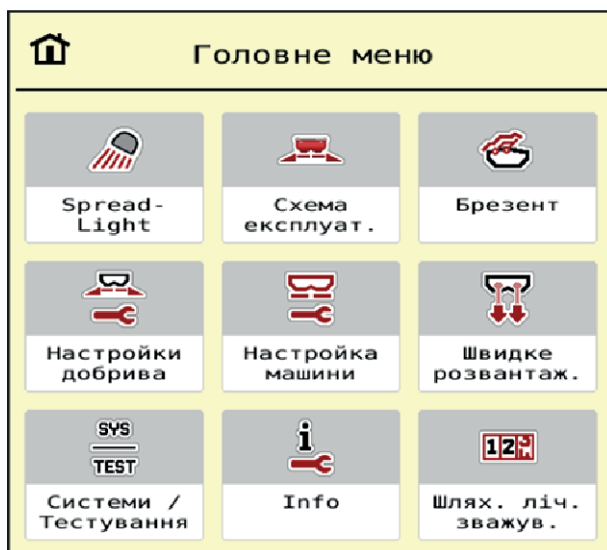 Головне меню
Spread-
Light
Схема
експлуат.
Брезент
Настройки
добрива
Настройка
машини
Швидке
розвантаж.
SYS
TEST
Системи /
Тестування
i
Info
12
Шлях. ліч.
зважув.